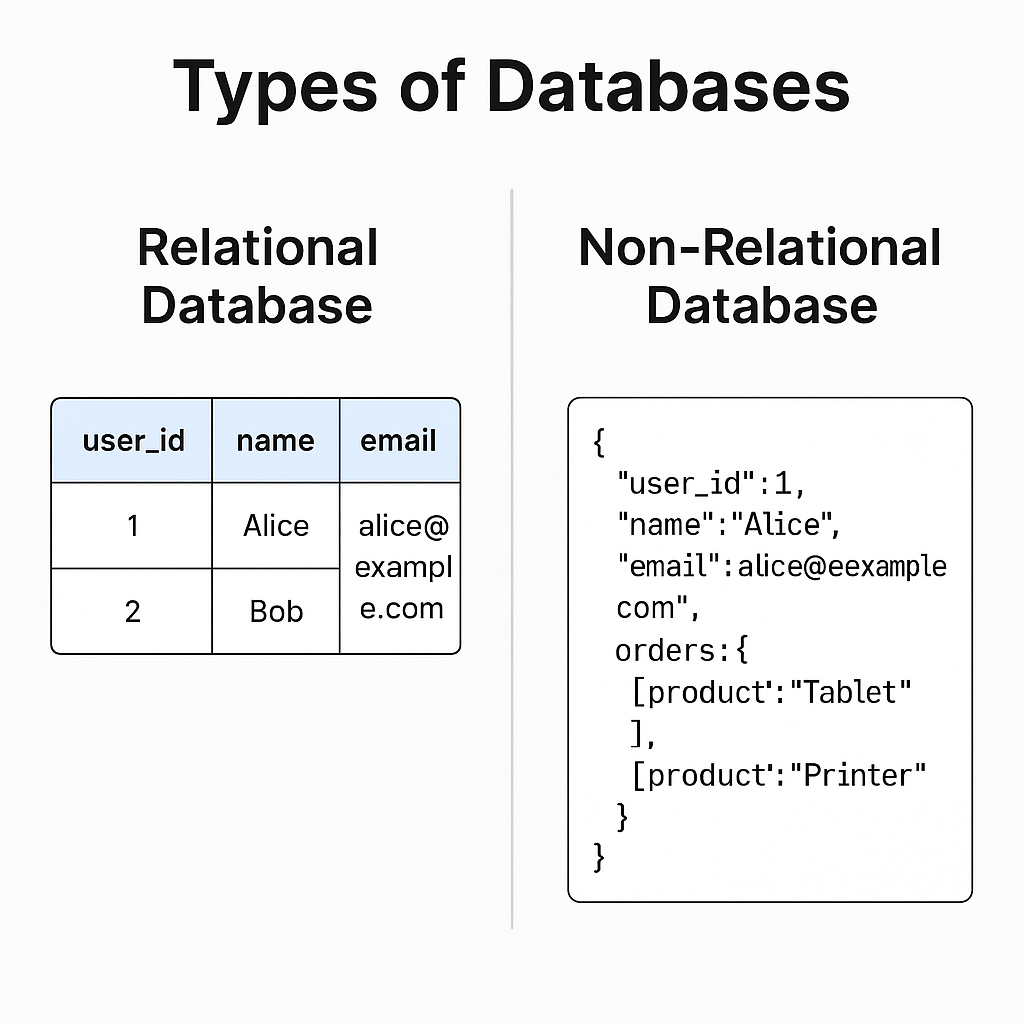 Types of Databases
Relational
Database
user_id name email
1 Alice alice@
exampl
2 Bob e.com
Non-Relational
Database
{
"user_id":1,
"name":"Alice",
"email":alice@eexample
com",
orders:{
[product':"Tablet"
],
[product':"Printer"
}
}